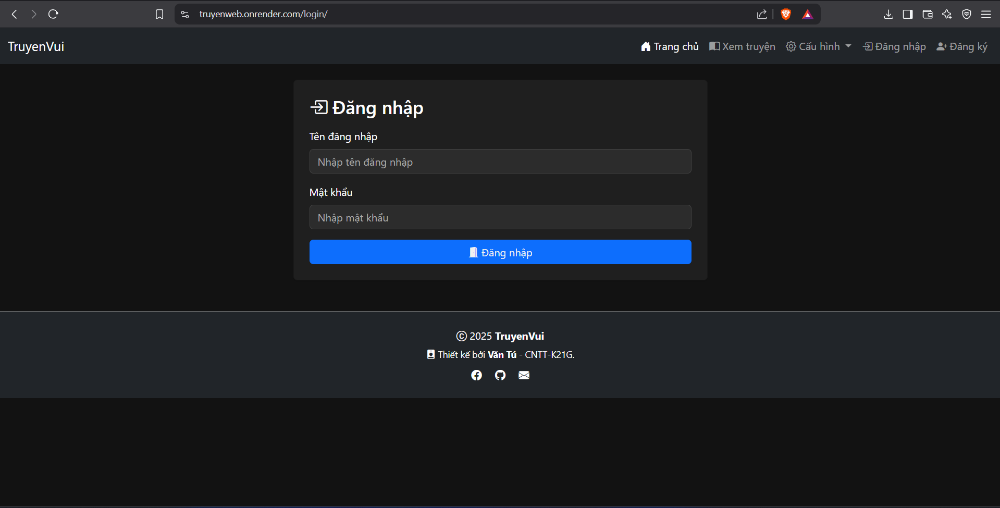 truyenweb.onrender.com/login/
TruyenVui
Trang chủ Xem truyện Cấu hình Đăng nhập Đăng ký
Đăng nhập
Tên đăng nhập
Nhập tên đăng nhập
Mật khẩu
Nhập mật khẩu
Đăng nhập
© 2025 TruyenVui
Thiết kế bởi Văn Tú - CNTT-K21G.